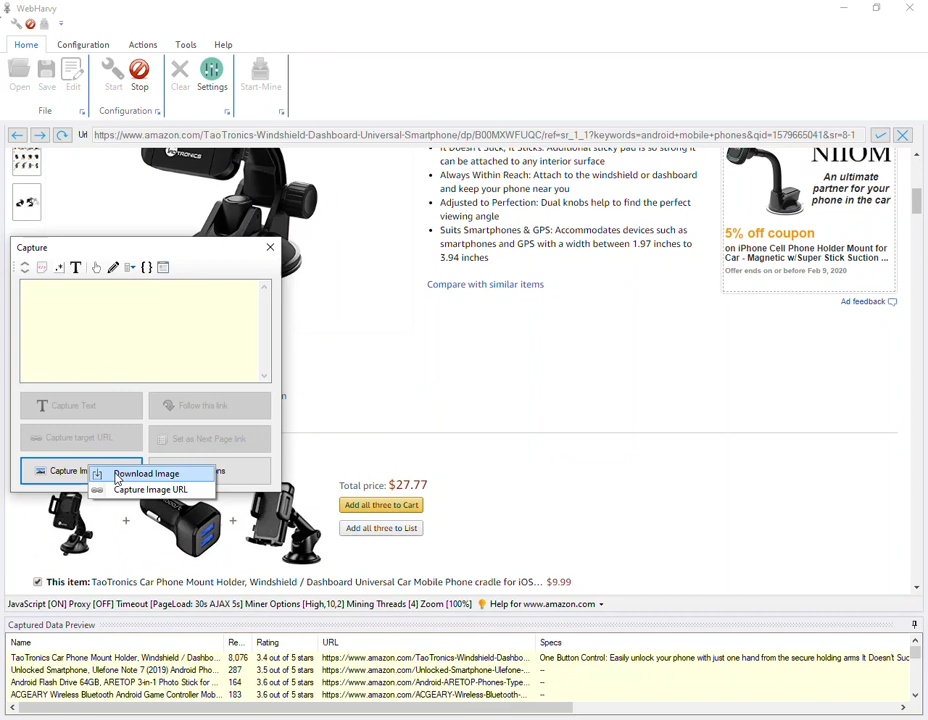 WebHarvy
Home Configuration Actions Tools Help
Open Save Edit Start Stop Clear Settings Start-Mine
File Configuration
Url https://www.amazon.com/TaoTronics-Windshield-Dashboard-Universal-Smartphone/dp/B00MXWFUQC/ref=sr_1_1?keywords=android+mobile+phones&qid=1579665041&sr=8-1
TAOTRONICS
It Doesn't Suck, It Sticks: Additional sticky pad is so strong it
can be attached to any interior surface
Always Within Reach: Attach to the windshield or dashboard
and keep your phone near you
Adjusted to Perfection: Dual knobs help to find the perfect
viewing angle
Suits Smartphones & GPS: Accommodates devices such as
smartphones and GPS with a width between 1.97 inches to
3.94 inches
Compare with similar items
NIIOM
An ultimate
partner for your
phone in the car
5% off coupon
on iPhone Cell Phone Holder Mount for
Car - Magnetic w/Super Stick Suction ...
Offer ends on or before Feb 9, 2020
Ad feedback
Capture
Capture Text Follow this link
Capture target URL Set as Next Page link
Capture Im
Download Image
Capture Image URL
Total price: $27.77
Add all three to Cart
Add all three to List
This item: TaoTronics Car Phone Mount Holder, Windshield / Dashboard Universal Car Mobile Phone cradle for iOS... $9.99
JavaScript [ON] Proxy [OFF] Timeout [PageLoad: 30s AJAX 5s] Miner Options [High,10,2] Mining Threads [4] Zoom [100%] Help for www.amazon.com
Captured Data Preview
Name Re... Rating URL Specs
TaoTronics Car Phone Mount Holder, Windshield / Dashbo... 8,076 3.4 out of 5 stars https://www.amazon.com/TaoTronics-Windshield-Dashbo... One Button Control: Easily unlock your phone with just one hand from the secure holding arms It Doesn't Suc
Unlocked Smartphone, Ulefone Note 7 (2019) Android Pho... 287 3.5 out of 5 stars https://www.amazon.com/Unlocked-Smartphone-Ulefone-... --
Android Flash Drive 64GB, ARETOP 3-in-1 Photo Stick for ... 164 3.6 out of 5 stars https://www.amazon.com/Android-ARETOP-Phones-Type... --
ACGEARY Wireless Bluetooth Android Game Controller Mob... 183 3.6 out of 5 stars https://www.amazon.com/ACGEARY-Wireless-Bluetooth-... --